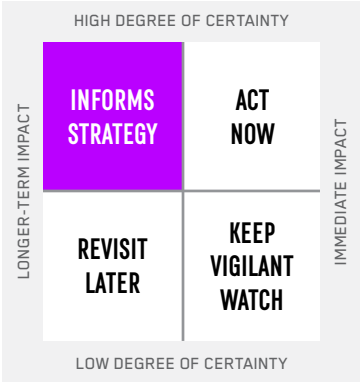 HIGH DEGREE OF CERTAINTY
LONGER-TERM IMPACT
INFORMS
STRATEGY
ACT
NOW
IMMEDIATE IMPACT
REVISIT
LATER
KEEP
VIGILANT
WATCH
LOW DEGREE OF CERTAINTY